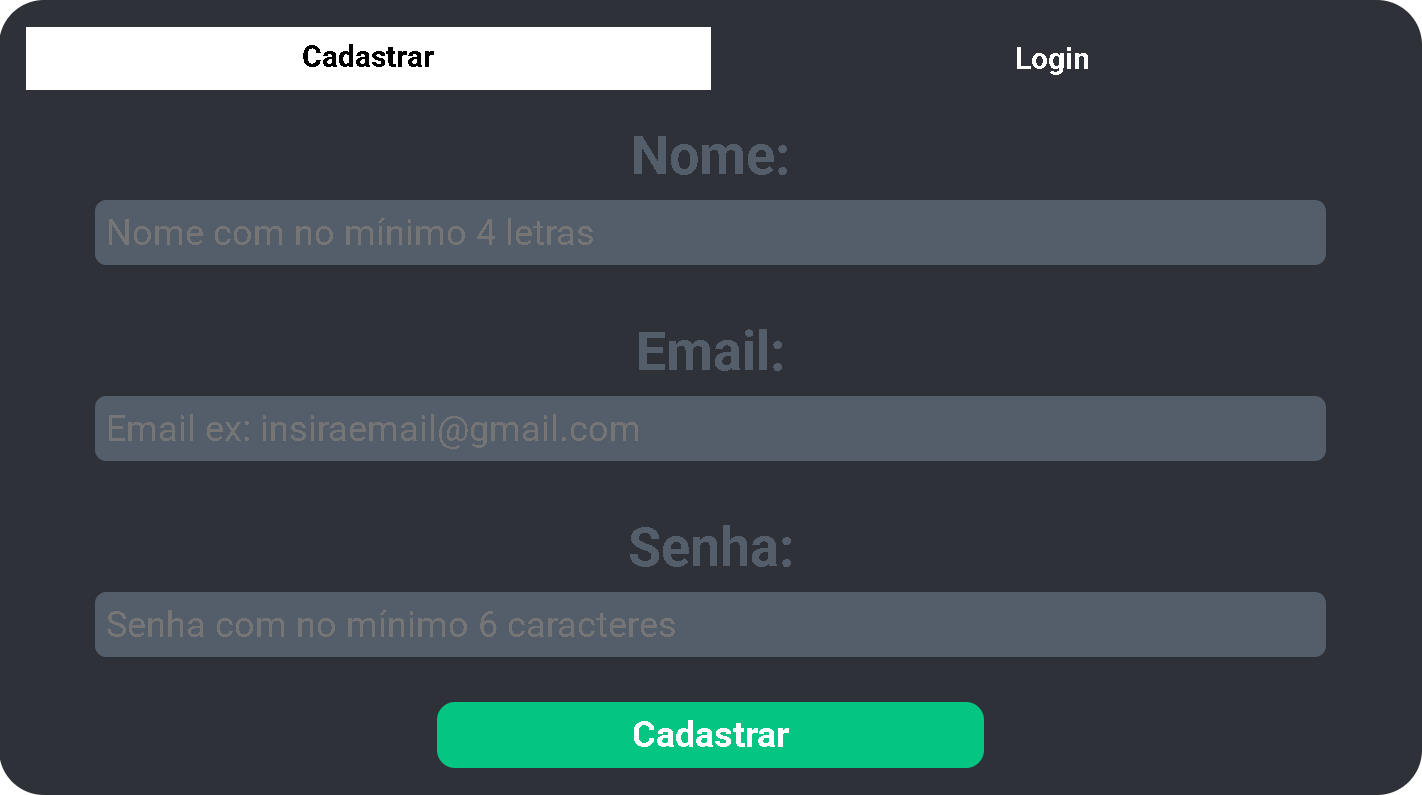 Cadastrar
Login
Nome:
Nome com no mínimo 4 letras
Email:
Email ex: insiraemail@gmail.com
Senha:
Senha com no mínimo 6 caracteres
Cadastrar